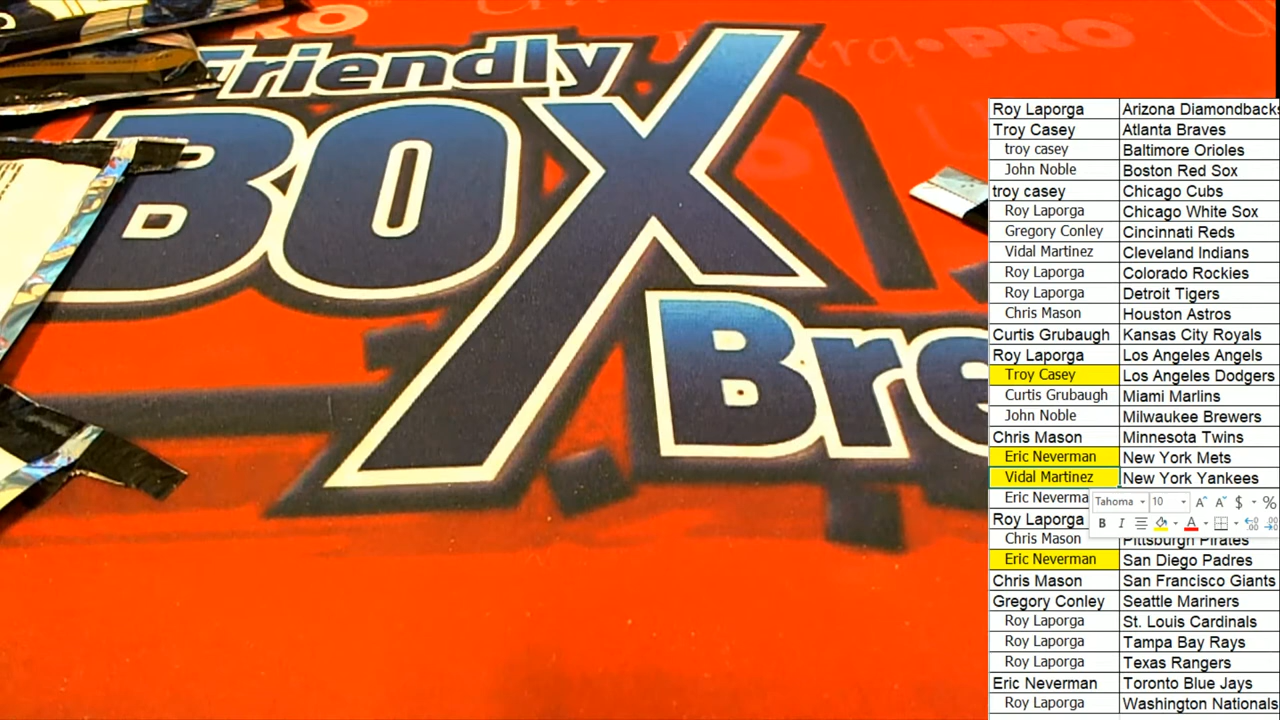 PRO
PRO
Friendly
BOX
Bre
Roy Laporga Arizona Diamondbacks
Troy Casey Atlanta Braves
troy casey Baltimore Orioles
John Noble Boston Red Sox
troy casey Chicago Cubs
Roy Laporga Chicago White Sox
Gregory Conley Cincinnati Reds
Vidal Martinez Cleveland Indians
Roy Laporga Colorado Rockies
Roy Laporga Detroit Tigers
Chris Mason Houston Astros
Curtis Grubaugh Kansas City Royals
Roy Laporga Los Angeles Angels
Troy Casey Los Angeles Dodgers
Curtis Grubaugh Miami Marlins
John Noble Milwaukee Brewers
Chris Mason Minnesota Twins
Eric Neverman New York Mets
Vidal Martinez New York Yankees
Eric Neverma
Tahoma 10 A A $ %
B I A
Roy Laporga
Chris Mason Pittsburgh Pirates
Eric Neverman San Diego Padres
Chris Mason San Francisco Giants
Gregory Conley Seattle Mariners
Roy Laporga St. Louis Cardinals
Roy Laporga Tampa Bay Rays
Roy Laporga Texas Rangers
Eric Neverman Toronto Blue Jays
Roy Laporga Washington Nationals